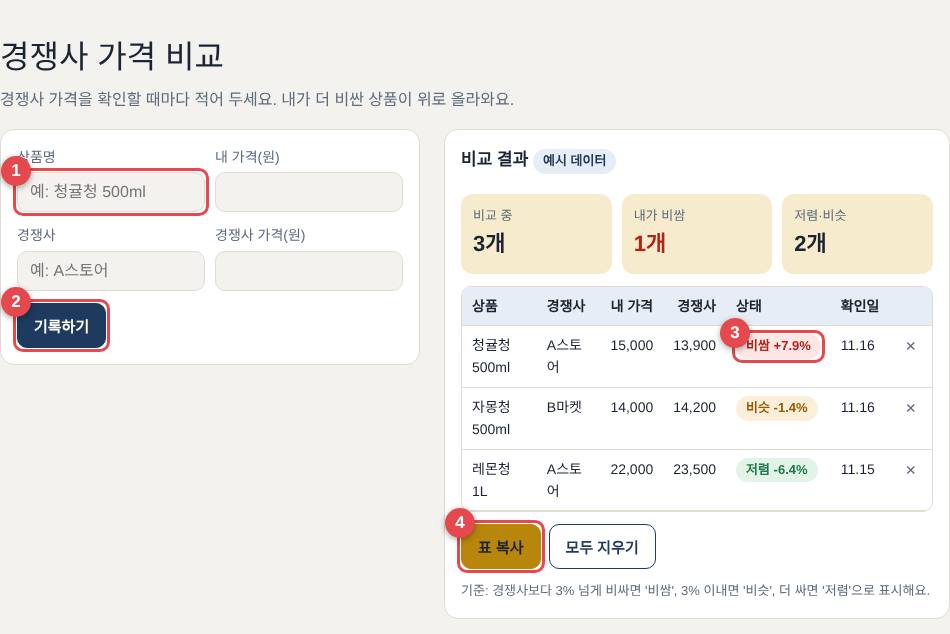 경쟁사 가격 비교
경쟁사 가격을 확인할 때마다 적어 두세요. 내가 더 비싼 상품이 위로 올라와요.
상품명 내 가격(원)
1
예: 청귤청 500ml
경쟁사 경쟁사 가격(원)
예: A스토어
2
기록하기
비교 결과 예시 데이터
비교 중 내가 비쌈 저렴·비슷
3개 1개 2개
상품 경쟁사 내 가격 경쟁사 상태 확인일
3
청귤청 A스토 15,000 13,900 비쌈 +7.9% 11.16 ×
500ml 어
자몽청 B마켓 14,000 14,200 비슷 -1.4% 11.16 ×
500ml
레몬청 A스토 22,000 23,500 저렴 -6.4% 11.15 ×
1L 어
4
표 복사 모두 지우기
기준: 경쟁사보다 3% 넘게 비싸면 '비쌈', 3% 이내면 '비슷', 더 싸면 '저렴'으로 표시해요.